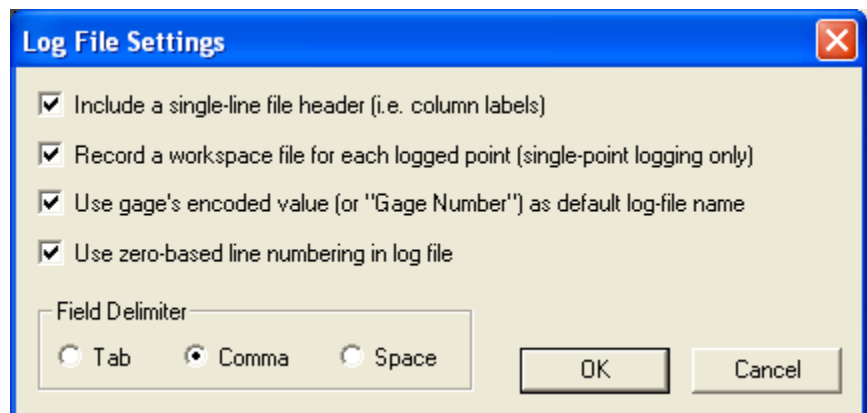 Log File Settings
Include a single-line file header (i.e. column labels)
Record a workspace file for each logged point (single-point logging only)
Use gage's encoded value (or "Gage Number") as default log-file name
Use zero-based line numbering in log file
Field Delimiter
Tab Comma Space
OK Cancel